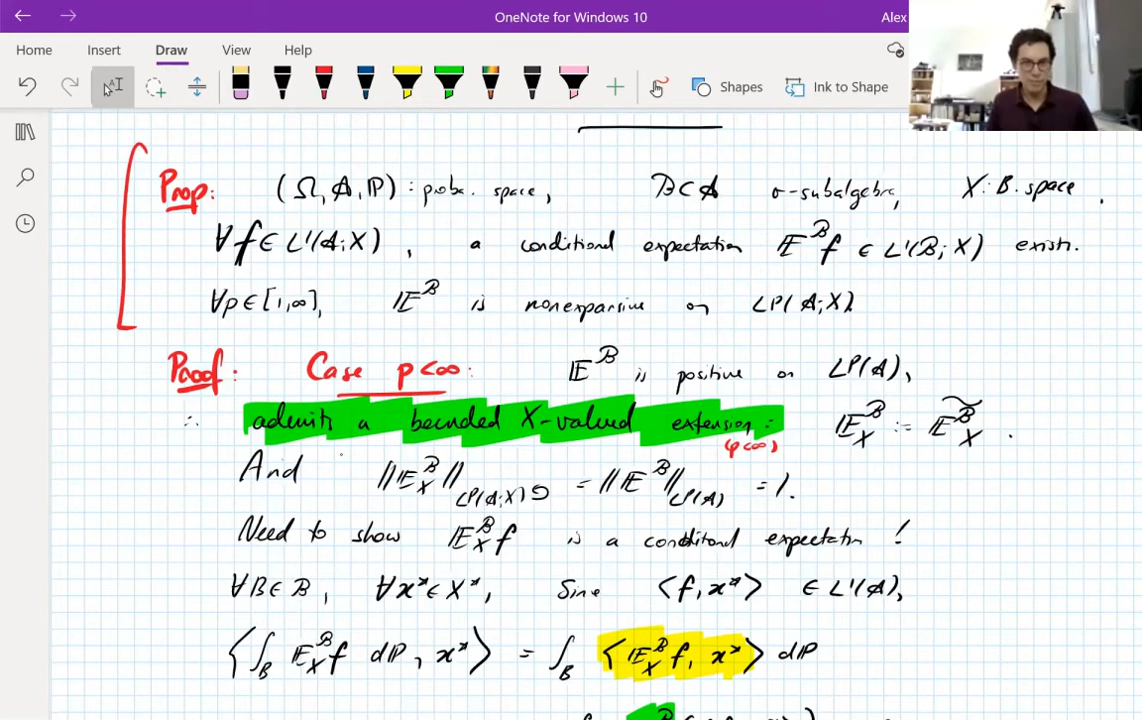 OneNote for Windows 10
Alex
Home Insert Draw View Help
Shapes Ink to Shape
Prop: (Ω, A, ℙ) : proba. space, B ⊂ A σ-subalgebra, X: B. space.
∀f ∈ L¹(A; X), a conditional expectation 𝔼^B f ∈ L¹(B; X) exists.
∀p ∈ [1,∞], 𝔼^B is nonexpansive on L^p(A; X)
Proof: Case p<∞: 𝔼^B is positive on L^p(A),
∴ admits a bounded X-valued extension: 𝔼_X^B := \widetilde{𝔼^B_X}.
(p<∞)
And ‖𝔼_X^B‖_{L^p(A;X)↺} = ‖𝔼^B‖_{L^p(A)} = 1.
Need to show 𝔼_X^B f is a conditional expectation!
∀B ∈ B, ∀x* ∈ X*, Since ⟨f, x*⟩ ∈ L¹(A),
⟨∫_B 𝔼_X^B f dℙ, x*⟩ = ∫_B ⟨𝔼_X^B f, x*⟩ dℙ